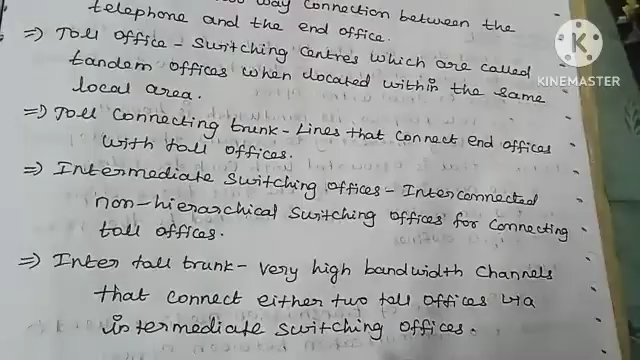 way connection between the
telephone and the end office.
⇒ Toll office - Switching centres which are called
tandem offices when located within the same
local area.
⇒ Toll connecting trunk - Lines that connect end offices
with toll offices.
⇒ Intermediate switching offices - Interconnected
non-hierarchical switching offices for connecting
toll offices.
⇒ Inter toll trunk - very high bandwidth channels
that connect either two toll offices via
intermediate switching offices.
K
KINEMASTER